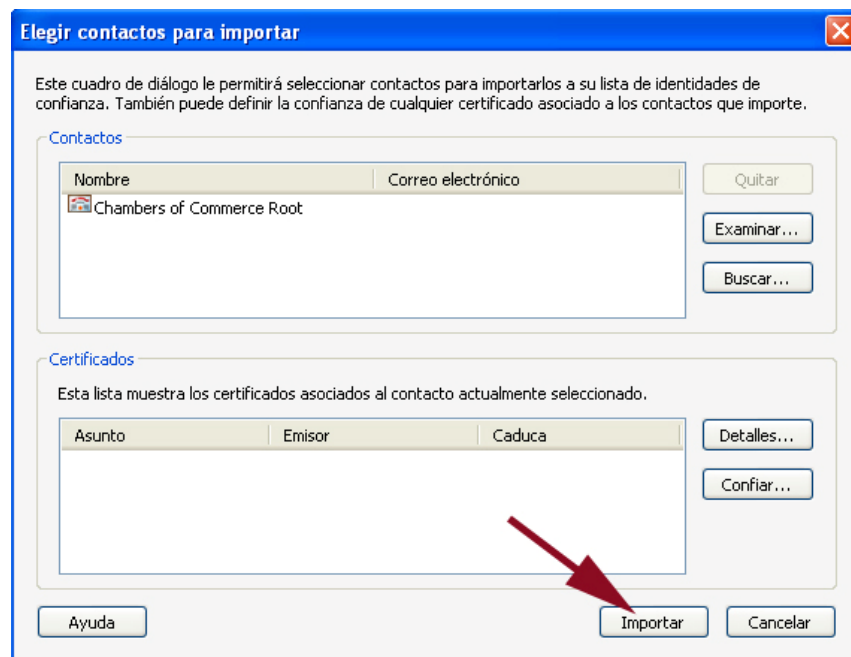 Elegir contactos para importar
Este cuadro de diálogo le permitirá seleccionar contactos para importarlos a su lista de identidades de
confianza. También puede definir la confianza de cualquier certificado asociado a los contactos que importe.
Contactos
Nombre Correo electrónico
Quitar
Chambers of Commerce Root
Examinar...
Buscar...
Certificados
Esta lista muestra los certificados asociados al contacto actualmente seleccionado.
Asunto Emisor Caduca
Detalles...
Confiar...
Ayuda Importar Cancelar